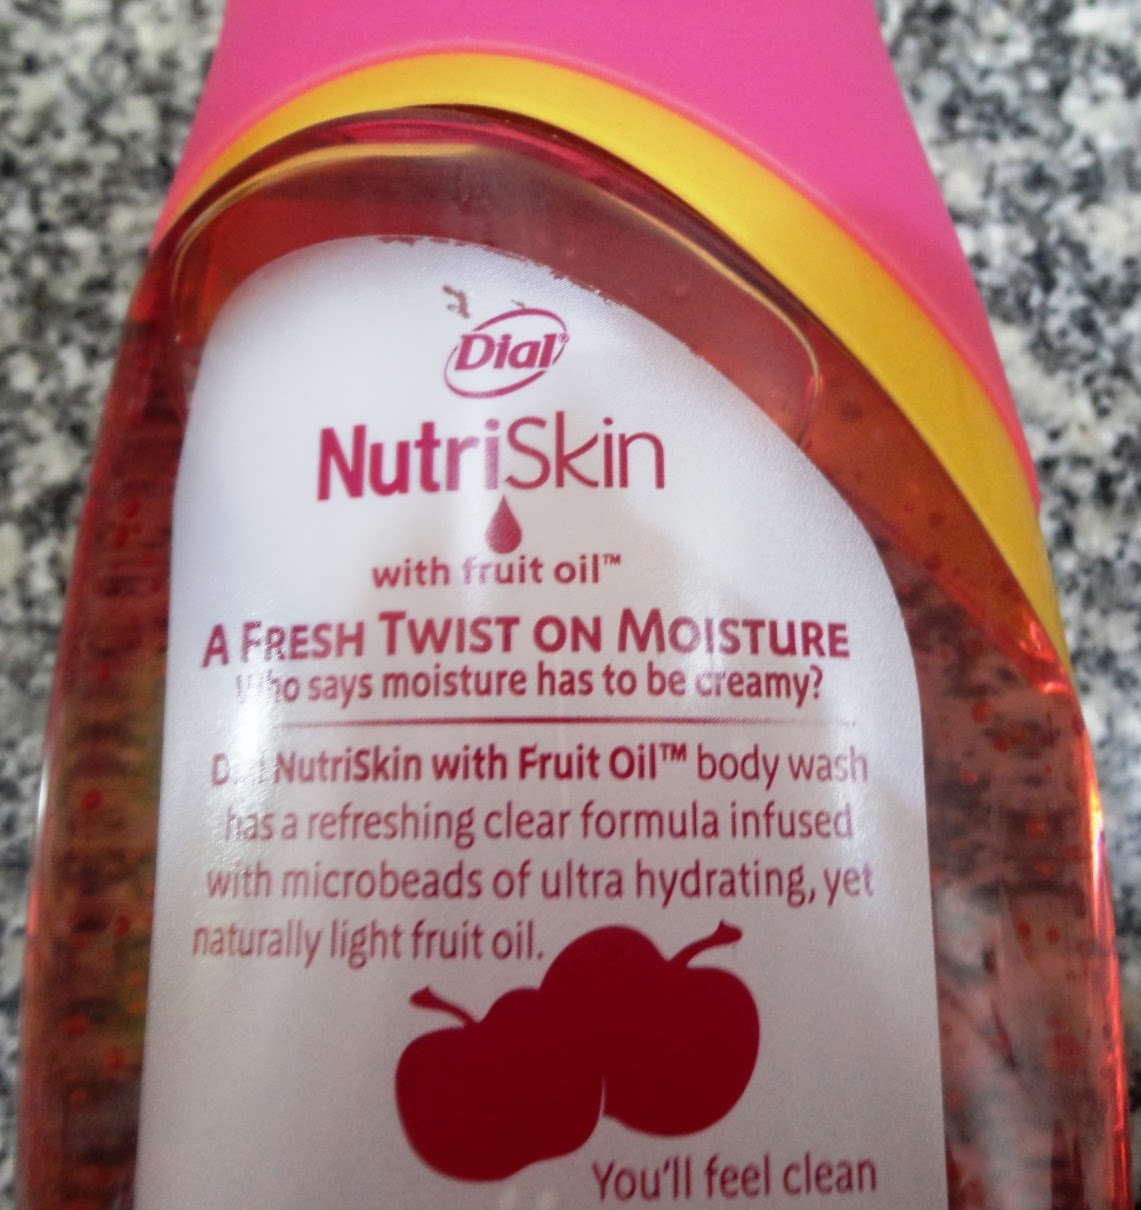 Dial
NutriSkin
with fruit oil™
A FRESH TWIST ON MOISTURE
Who says moisture has to be creamy?
Dial NutriSkin with Fruit Oil™ body wash
has a refreshing clear formula infused
with microbeads of ultra hydrating, yet
naturally light fruit oil.
You'll feel clean